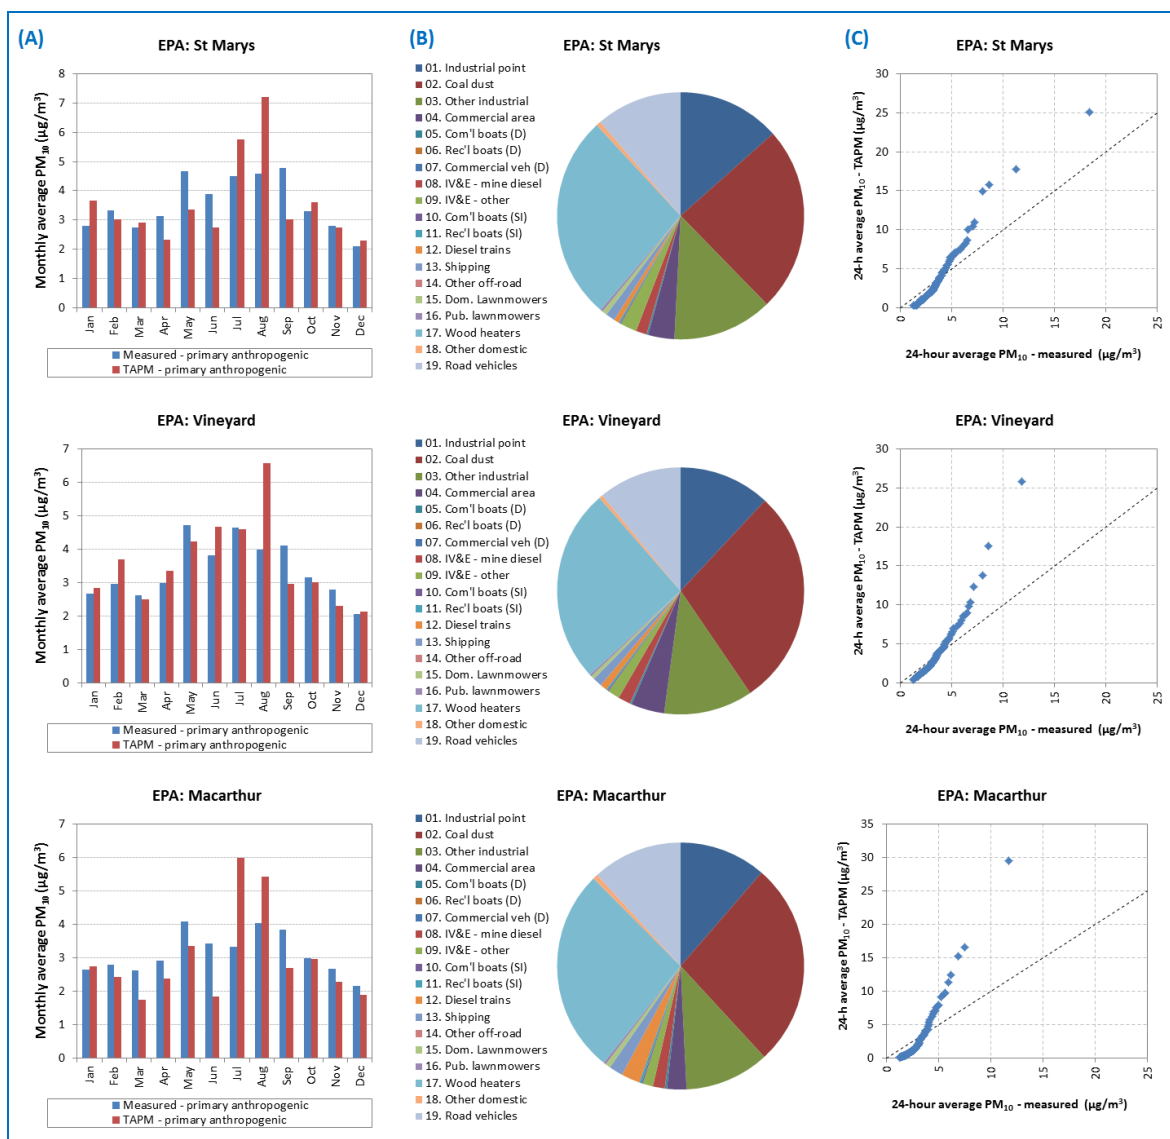 (A)
EPA: St Marys
Monthly average PM10 (µg/m3)
8
7
6
5
4
3
2
1
0
Jan
Feb
Mar
Apr
May
Jun
Jul
Aug
Sep
Oct
Nov
Dec
Measured - primary anthropogenic
TAPM - primary anthropogenic
(B)
EPA: St Marys
01. Industrial point
02. Coal dust
03. Other industrial
04. Commercial area
05. Com'l boats (D)
06. Rec'l boats (D)
07. Commercial veh (D)
08. IV&E - mine diesel
09. IV&E - other
10. Com'l boats (SI)
11. Rec'l boats (SI)
12. Diesel trains
13. Shipping
14. Other off-road
15. Dom. Lawnmowers
16. Pub. lawnmowers
17. Wood heaters
18. Other domestic
19. Road vehicles
(C)
EPA: St Marys
24-h average PM10 - TAPM (µg/m3)
30
25
20
15
10
5
0
0
5
10
15
20
25
24-hour average PM10 - measured (µg/m3)
EPA: Vineyard
Monthly average PM10 (µg/m3)
7
6
5
4
3
2
1
0
Jan
Feb
Mar
Apr
May
Jun
Jul
Aug
Sep
Oct
Nov
Dec
Measured - primary anthropogenic
TAPM - primary anthropogenic
EPA: Vineyard
01. Industrial point
02. Coal dust
03. Other industrial
04. Commercial area
05. Com'l boats (D)
06. Rec'l boats (D)
07. Commercial veh (D)
08. IV&E - mine diesel
09. IV&E - other
10. Com'l boats (SI)
11. Rec'l boats (SI)
12. Diesel trains
13. Shipping
14. Other off-road
15. Dom. Lawnmowers
16. Pub. lawnmowers
17. Wood heaters
18. Other domestic
19. Road vehicles
EPA: Vineyard
24-h average PM10 - TAPM (µg/m3)
30
25
20
15
10
5
0
0
5
10
15
20
25
24-hour average PM10 - measured (µg/m3)
EPA: Macarthur
Monthly average PM10 (µg/m3)
7
6
5
4
3
2
1
0
Jan
Feb
Mar
Apr
May
Jun
Jul
Aug
Sep
Oct
Nov
Dec
Measured - primary anthropogenic
TAPM - primary anthropogenic
EPA: Macarthur
01. Industrial point
02. Coal dust
03. Other industrial
04. Commercial area
05. Com'l boats (D)
06. Rec'l boats (D)
07. Commercial veh (D)
08. IV&E - mine diesel
09. IV&E - other
10. Com'l boats (SI)
11. Rec'l boats (SI)
12. Diesel trains
13. Shipping
14. Other off-road
15. Dom. Lawnmowers
16. Pub. lawnmowers
17. Wood heaters
18. Other domestic
19. Road vehicles
EPA: Macarthur
24-h average PM10 - TAPM (µg/m3)
35
30
25
20
15
10
5
0
0
5
10
15
20
25
24-hour average PM10 - measured (µg/m3)